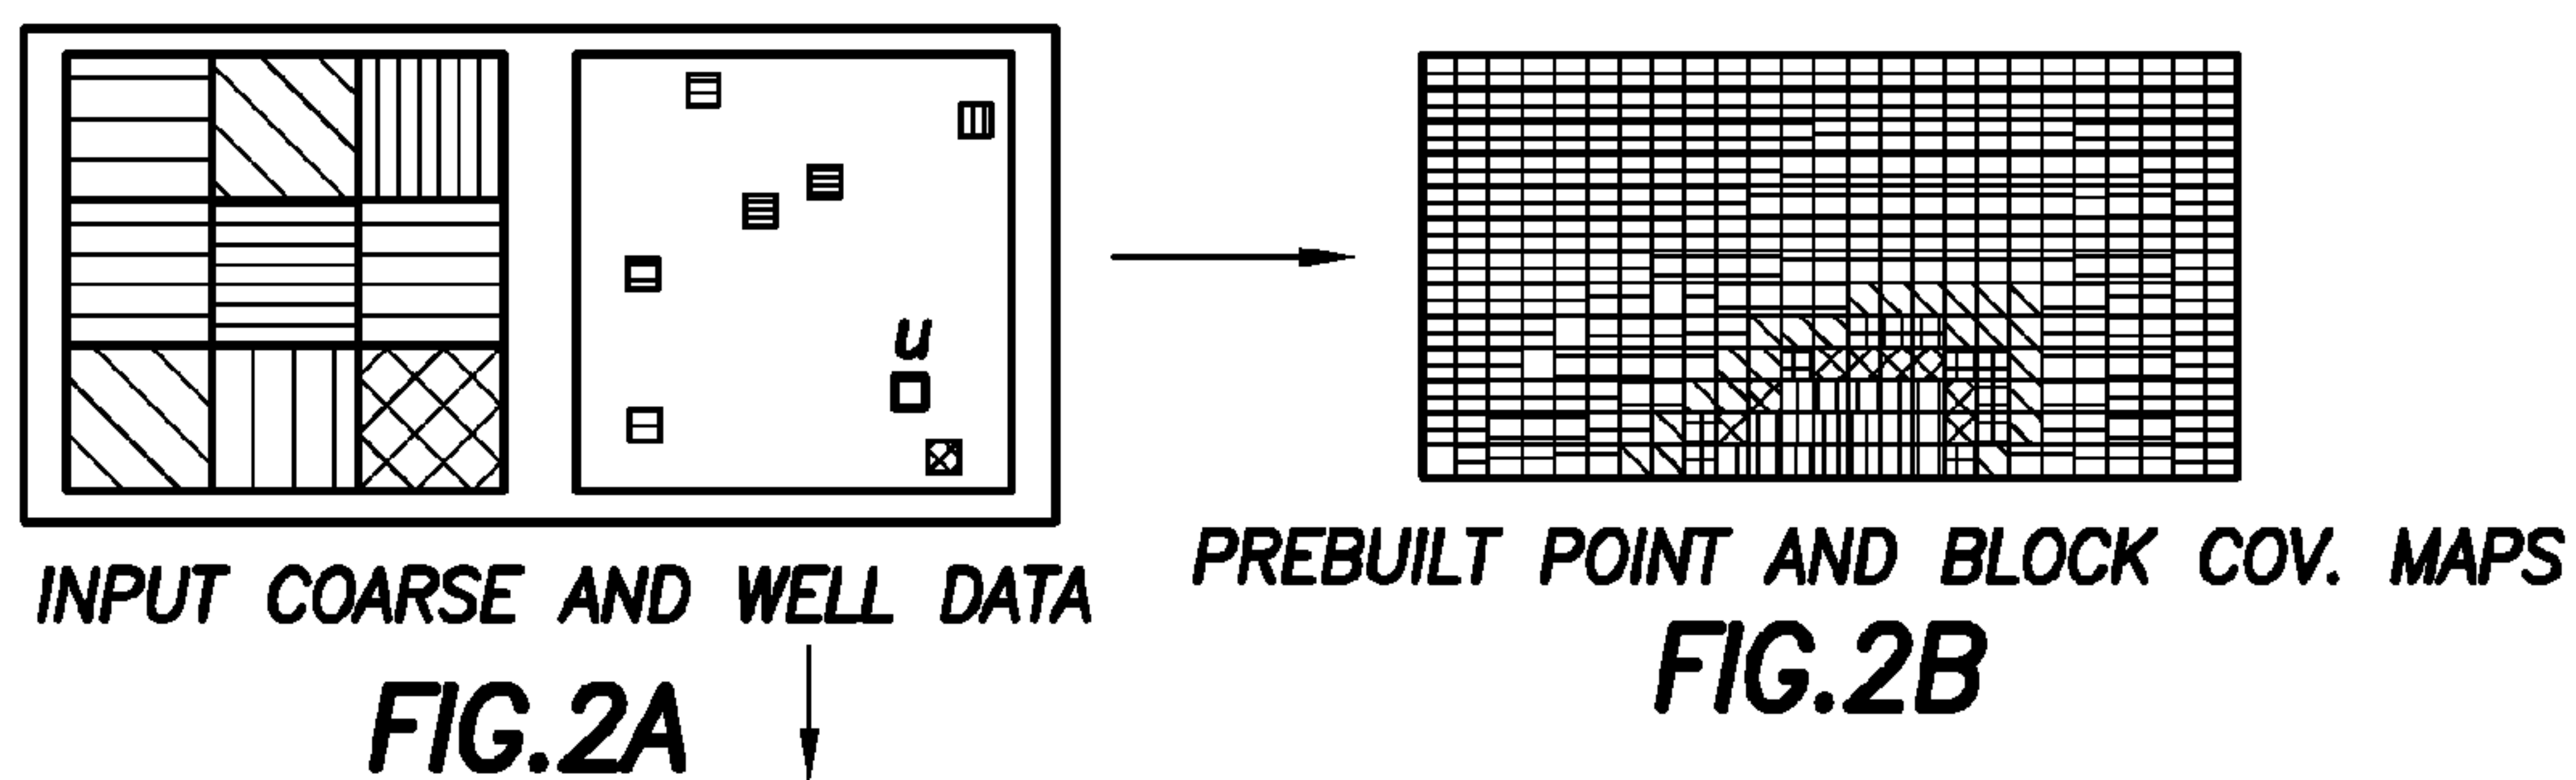 u
INPUT COARSE AND WELL DATA
FIG.2A
PREBUILT POINT AND BLOCK COV. MAPS
FIG.2B